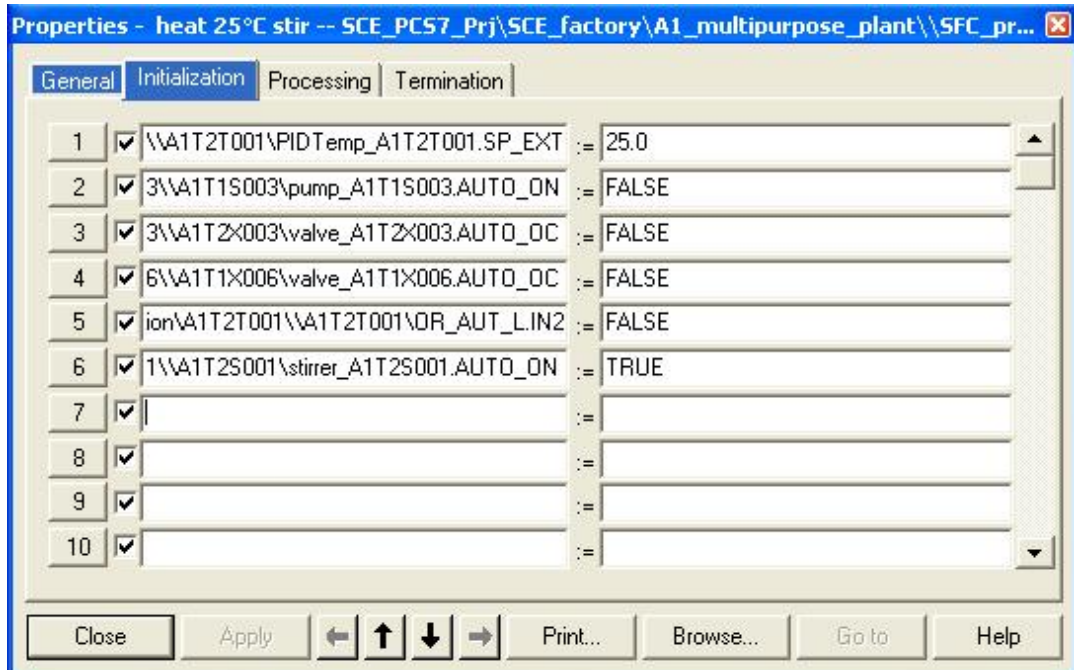 Properties - heat 25°C stir -- SCE_PCS7_Prj\SCE_factory\A1_multipurpose_plant\\SFC_pr...
General Initialization Processing Termination
1 \\A1T2T001\PIDTemp_A1T2T001.SP_EXT := 25.0
2 3\\A1T1S003\pump_A1T1S003.AUTO_ON := FALSE
3 3\\A1T2X003\valve_A1T2X003.AUTO_OC := FALSE
4 6\\A1T1X006\valve_A1T1X006.AUTO_OC := FALSE
5 ion\A1T2T001\\A1T2T001\OR_AUT_L.IN2 := FALSE
6 1\\A1T2S001\stirrer_A1T2S001.AUTO_ON := TRUE
7 :=
8 :=
9 :=
10 :=
Close Apply Print... Browse... Go to Help